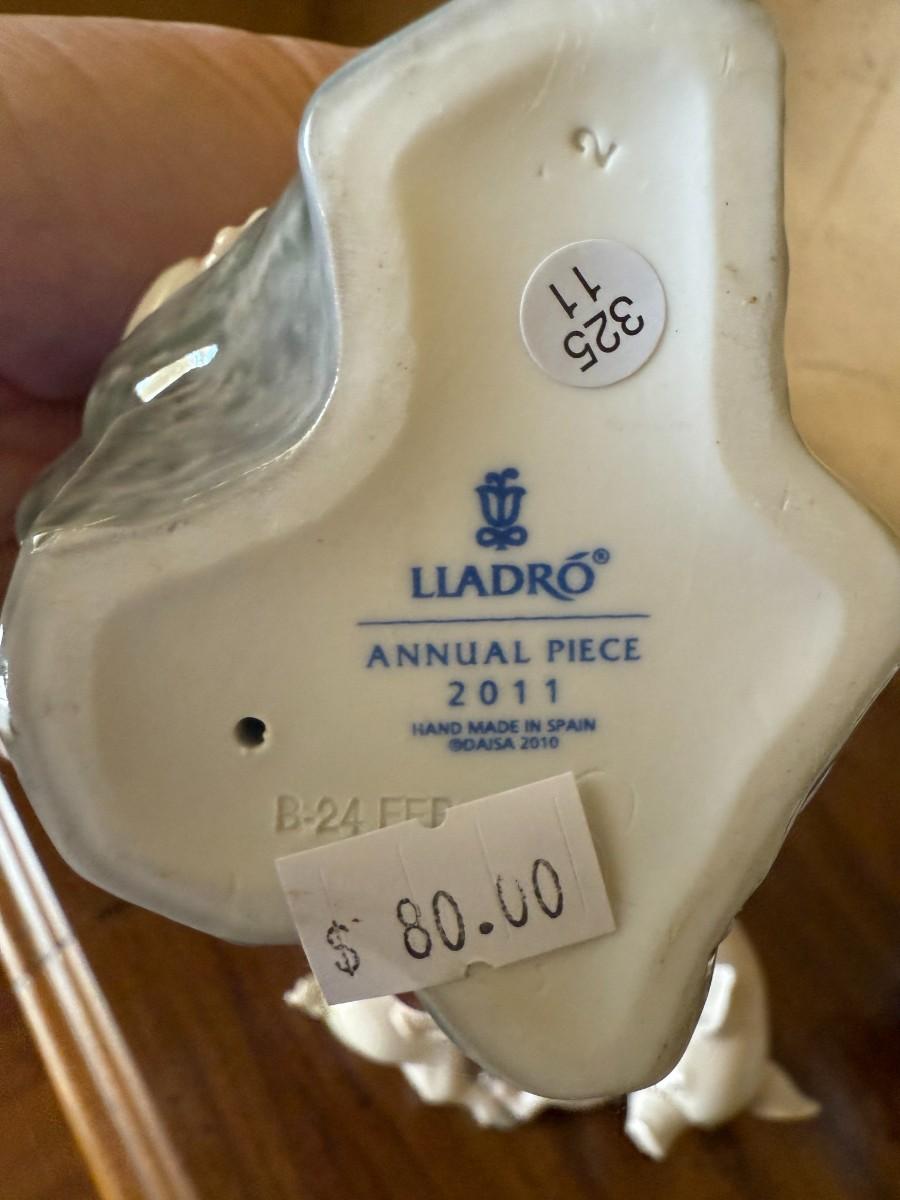 2
325
11
LLADRÓ®
ANNUAL PIECE
2011
HAND MADE IN SPAIN
©DAISA 2010
B-24 FEB
$ 80.00